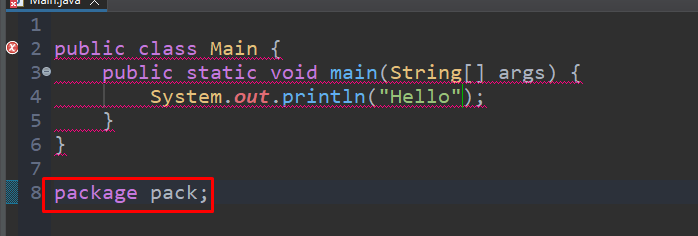 Main.java
1
2 public class Main {
3 public static void main(String[] args) {
4 System.out.println("Hello");
5 }
6 }
7
8 package pack;